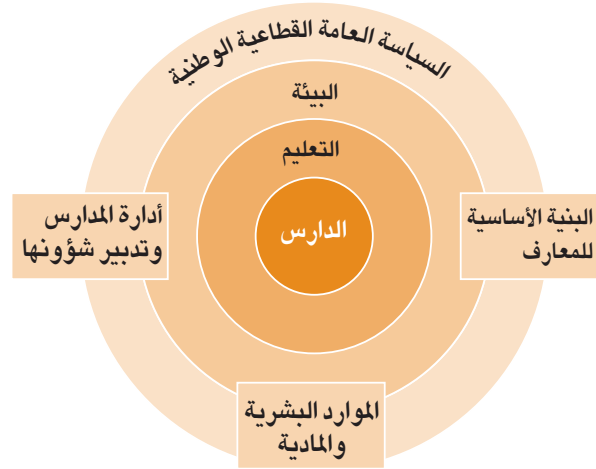 السياسة العامة القطاعية الوطنية
البيئة
التعليم
الدارس
البنية الأساسية
للمعارف
أدارة المدارس
وتدبير شؤونها
الموارد البشرية
والمادية